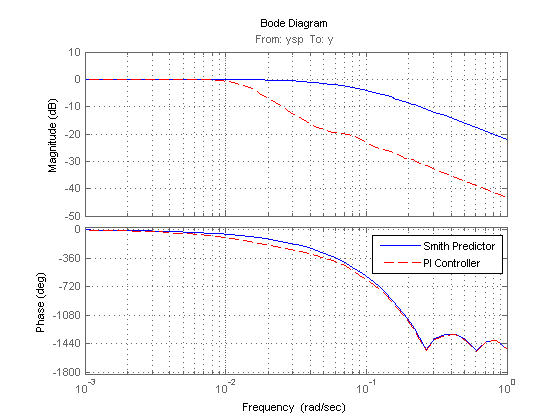 Bode Diagram
From: ysp To: y
Magnitude (dB)
10
0
-10
-20
-30
-40
-50
Phase (deg)
0
-360
-720
-1080
-1440
-1800
Smith Predictor
PI Controller
10^-3
10^-2
10^-1
10^0
Frequency (rad/sec)